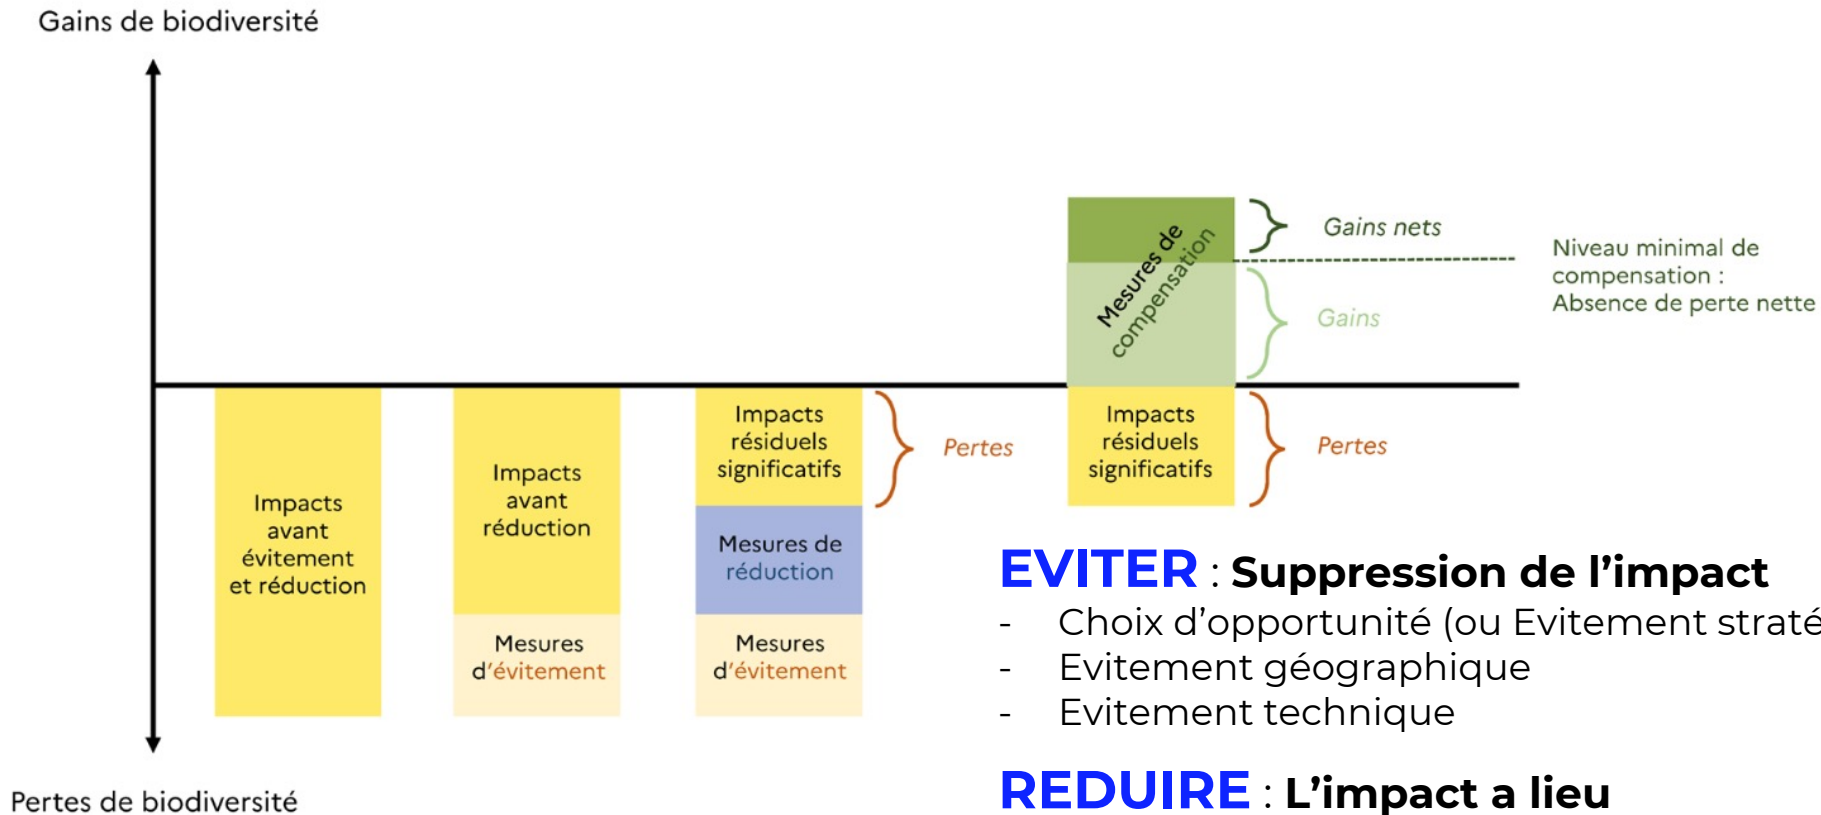 Gains de biodiversité
Impacts
avant
évitement
et réduction
Impacts
avant
réduction
Mesures
d'évitement
Impacts
résiduels
significatifs
Mesures de
réduction
Mesures
d'évitement
Pertes
Mesures de
compensation
Impacts
résiduels
significatifs
Gains nets
Gains
Pertes
Niveau minimal de
compensation :
Absence de perte nette
Pertes de biodiversité
EVITER : Suppression de l’impact
- Choix d’opportunité (ou Evitement straté
- Evitement géographique
- Evitement technique
REDUIRE : L’impact a lieu